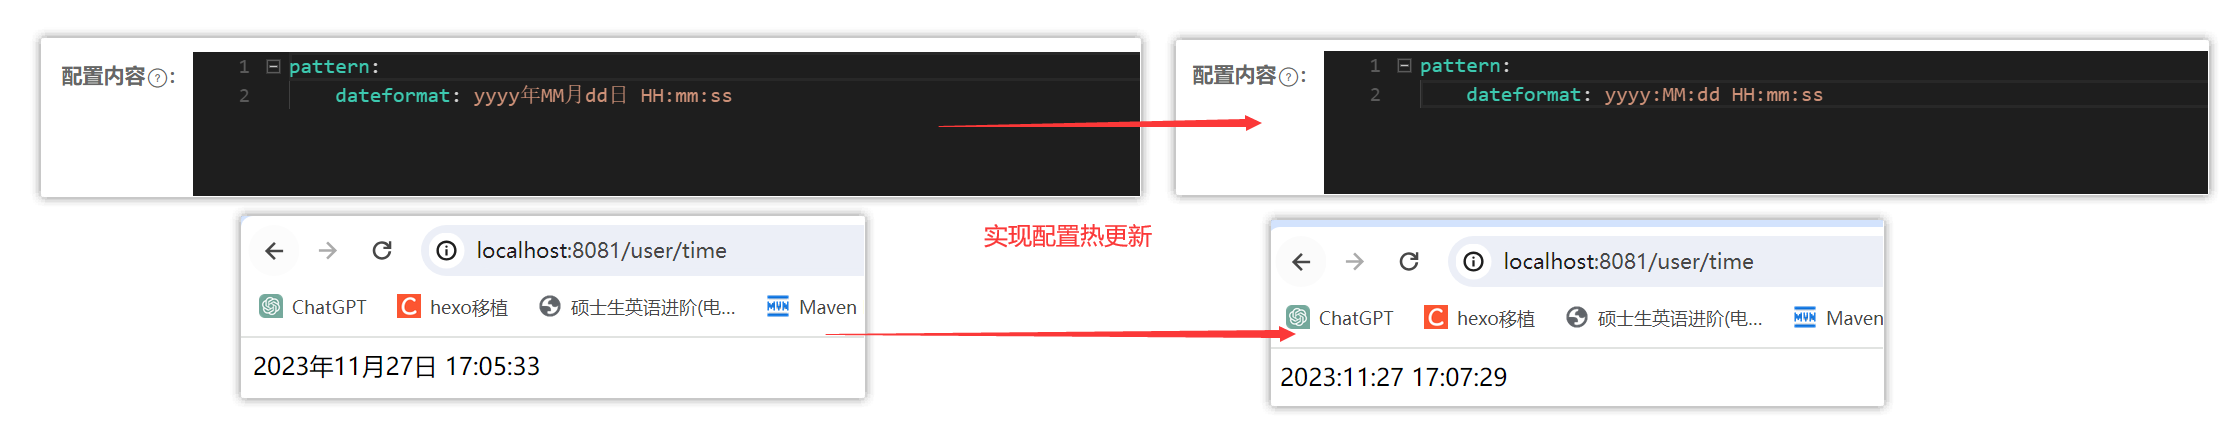 配置内容?:
1 pattern:
2 dateformat: yyyy年MM月dd日 HH:mm:ss
配置内容?:
1 pattern:
2 dateformat: yyyy:MM:dd HH:mm:ss
实现配置热更新
localhost:8081/user/time
ChatGPT hexo移植 硕士生英语进阶(电... Maven
2023年11月27日 17:05:33
localhost:8081/user/time
ChatGPT hexo移植 硕士生英语进阶(电... Maven
2023:11:27 17:07:29